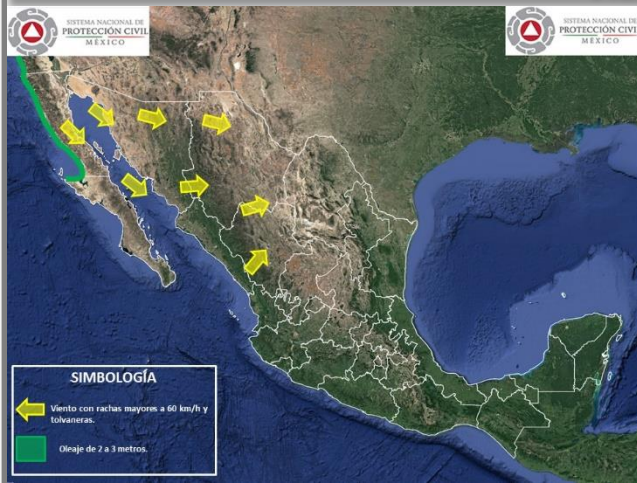 SISTEMA NACIONAL DE
PROTECCIÓN CIVIL
MÉXICO
SISTEMA NACIONAL DE
PROTECCIÓN CIVIL
MÉXICO
SIMBOLOGÍA
Viento con rachas mayores a 60 km/h y
tolvaneras.
Oleaje de 2 a 3 metros.